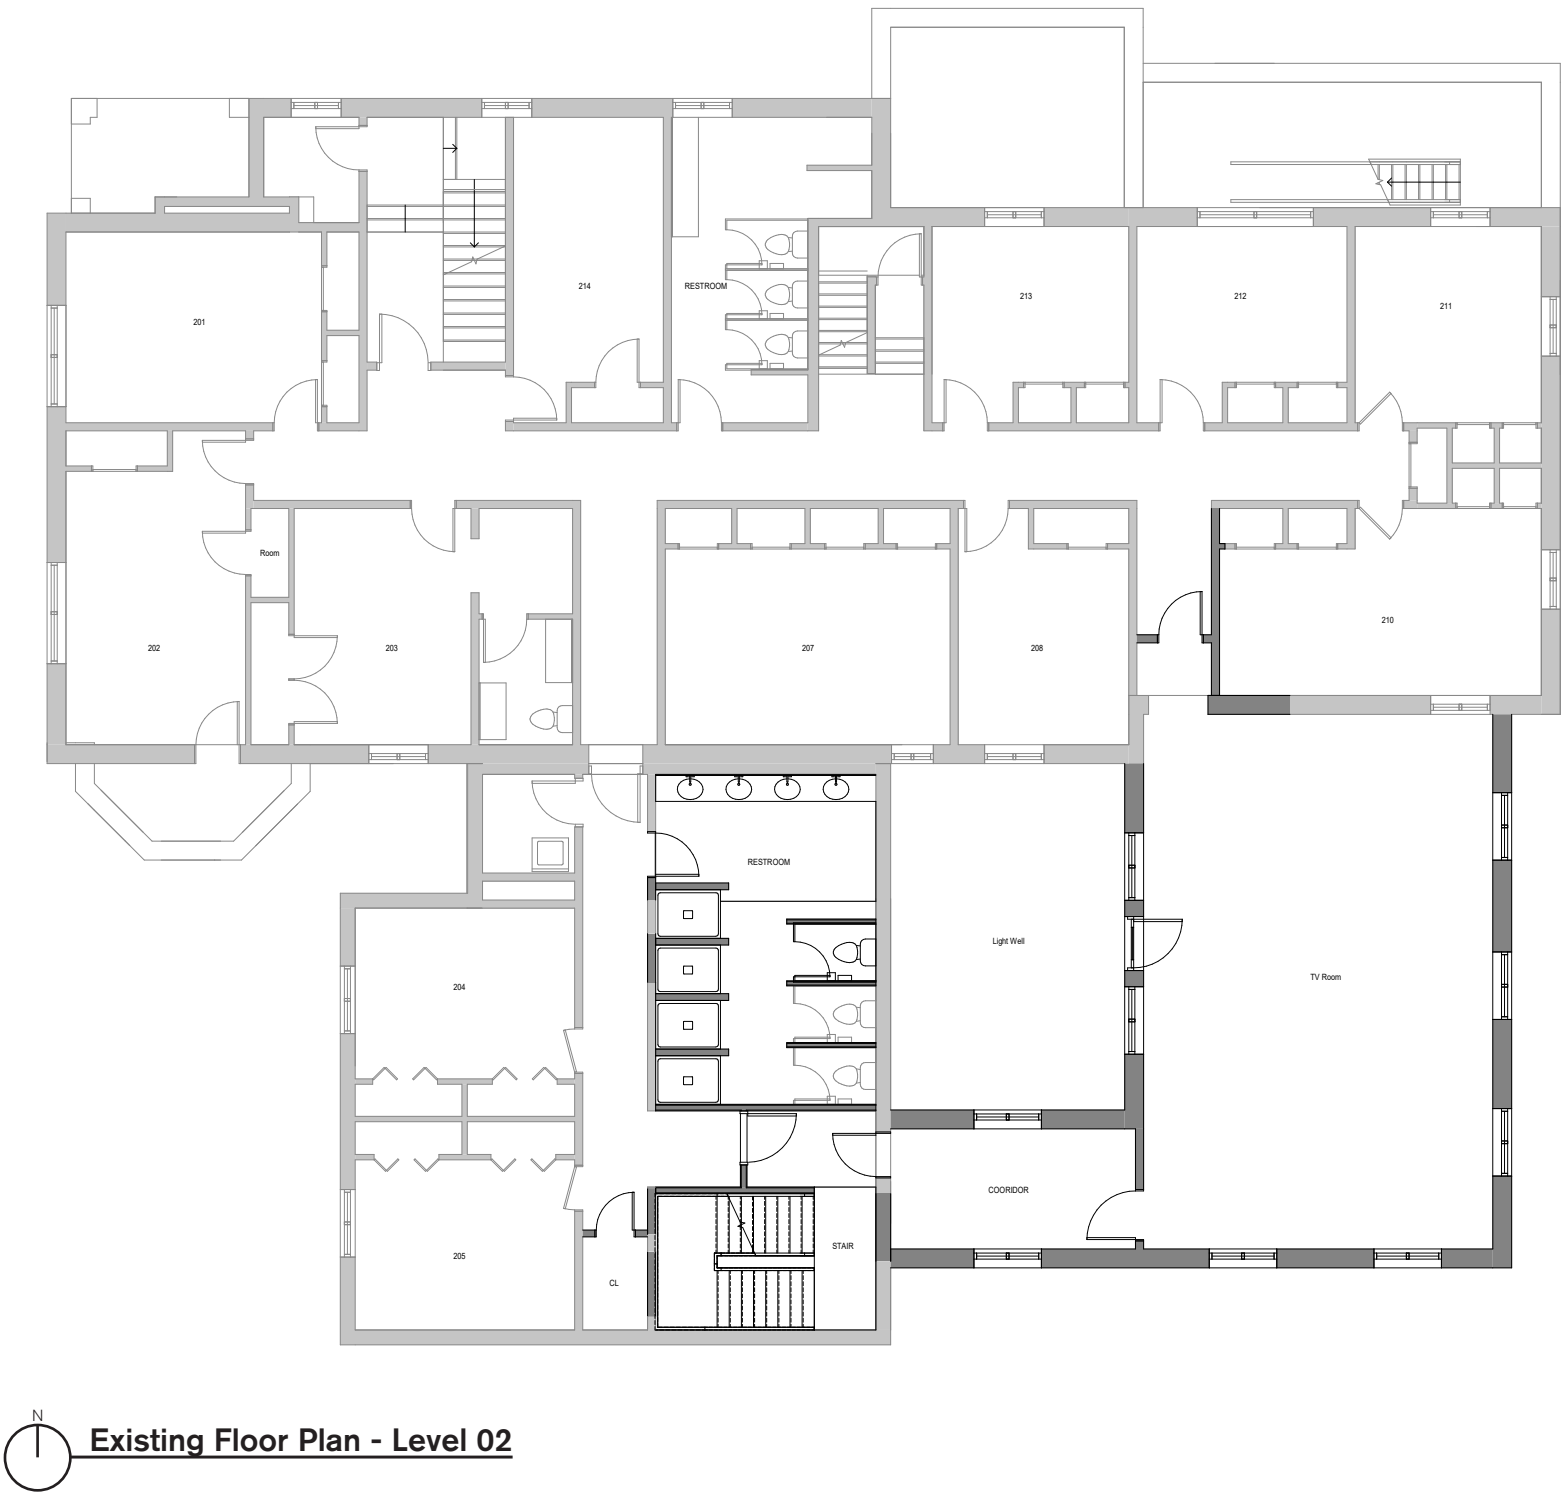 214
RESTROOM
213
212
211
201
Room
202
203
207
208
210
RESTROOM
Light Well
TV Room
204
COORIDOR
STAIR
205
CL
N
Existing Floor Plan - Level 02